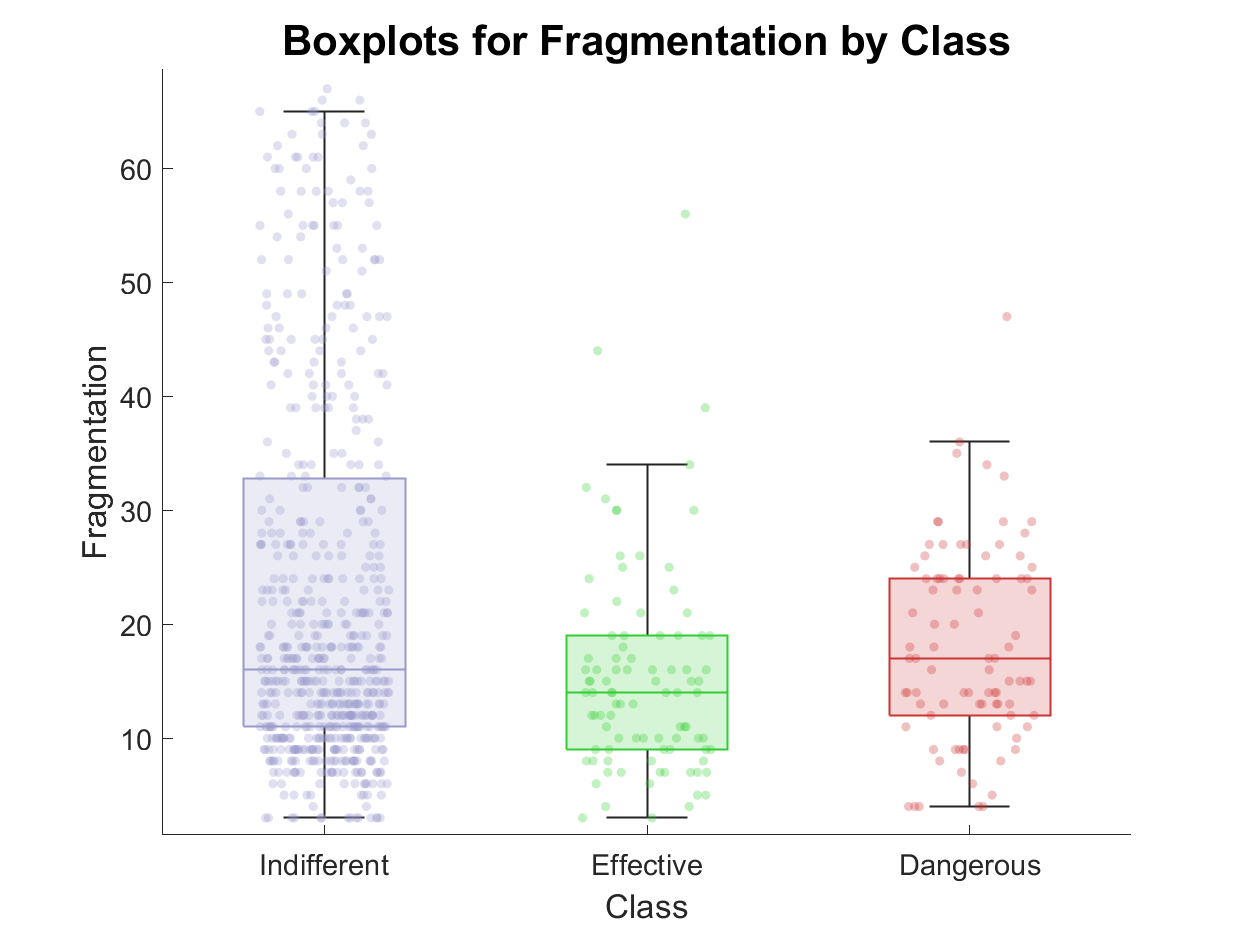 Boxplots for Fragmentation by Class
Fragmentation
60
50
40
30
20
10
Indifferent
Effective
Dangerous
Class